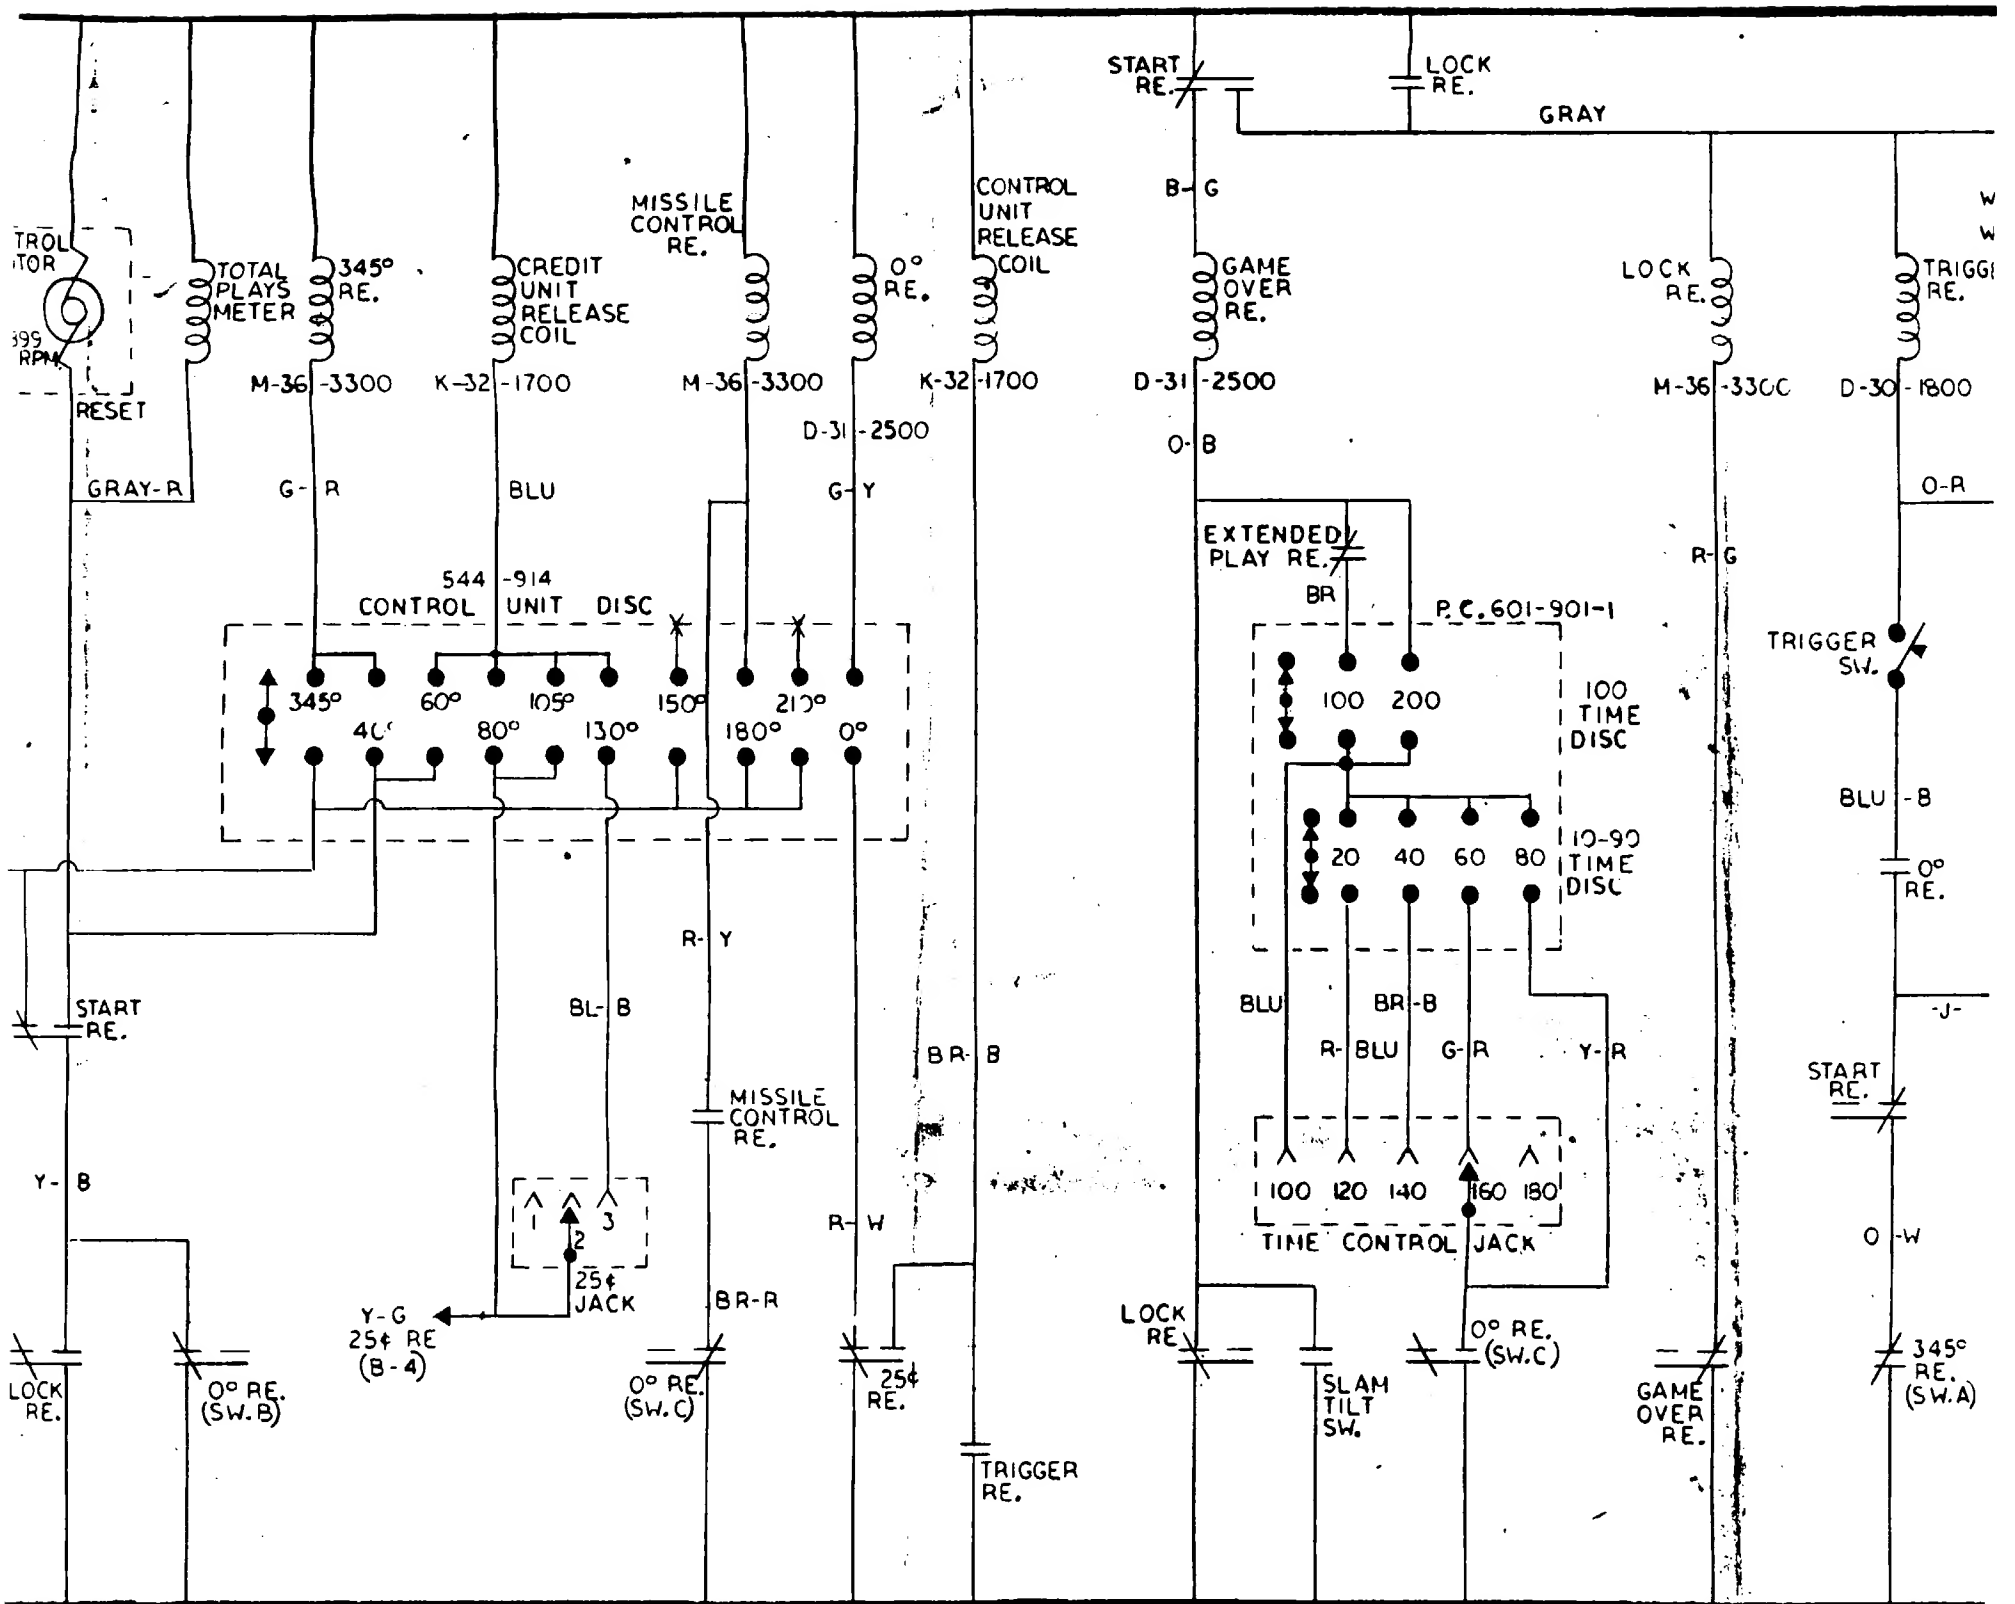 START
RE.
LOCK
RE.
GRAY
B-G
CONTROL
UNIT
RELEASE
COIL
MISSILE
CONTROL
RE.
TROL
TOTAL
PLAYS
METER
345°
RE.
CREDIT
UNIT
RELEASE
COIL
0°
RE.
GAME
OVER
RE.
LOCK
RE.
RE.
RPM
RESET
M-36-3300
K-32-1700
M-36-3300
D-31-2500
K-32-1700
D-31-2500
M-36-3300
D-30-1800
O-B
GRAY-R
G-R
BLU
G-Y
O-R
EXTENDED
PLAY RE.
BR
R-G
544-914
CONTROL UNIT DISC
P.C.601-901-1
TRIGGER
SW.
345° 60° 105° 150° 210°
40° 80° 130° 180° 0°
100 200
100
TIME
DISC
20 40 60 80
10-90
TIME
DISC
BLU-B
0°
RE.
R-Y
START
RE.
BL-B
BR-B
BLU
BR-B
R-BLU
G-R
Y-R
-J-
START
RE.
MISSILE
CONTROL
RE.
Y-B
1 2 3
25¢
JACK
R-W
100 120 140 160 180
TIME CONTROL JACK
O-W
Y-G
25¢ RE
(B-4)
BR-R
LOCK
RE.
0° RE.
(SW.B)
0° RE.
(SW.C)
25¢
RE.
LOCK
RE
SLAM
TILT
SW.
0° RE.
(SW.C)
GAME
OVER
RE.
345°
RE.
(SW.A)
TRIGGER
RE.